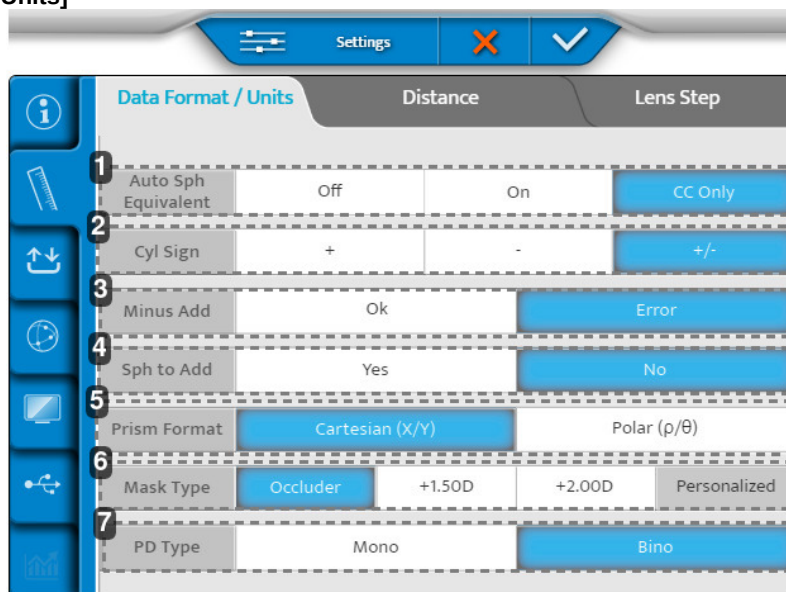 Units]
Settings
Data Format / Units Distance Lens Step
1
Auto Sph
Equivalent Off On CC Only
2
Cyl Sign + - +/-
3
Minus Add Ok Error
4
Sph to Add Yes No
5
Prism Format Cartesian (X/Y) Polar (ρ/θ)
6
Mask Type Occluder +1.50D +2.00D Personalized
7
PD Type Mono Bino